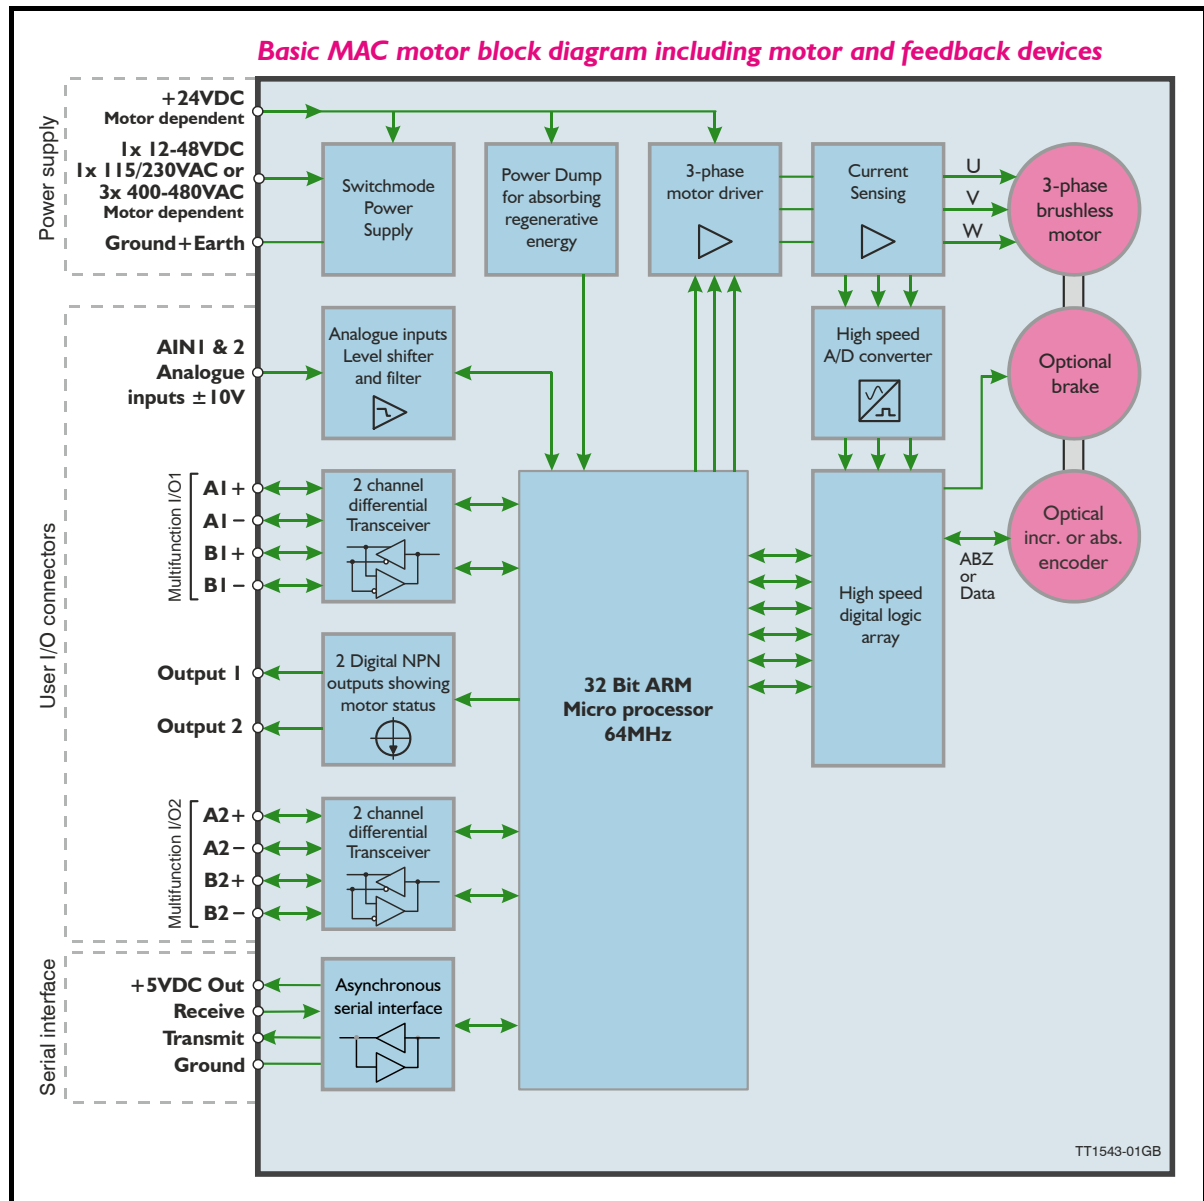 Basic MAC motor block diagram including motor and feedback devices
Power supply
+24VDC
Motor dependent
1x 12-48VDC
1x 115/230VAC or
3x 400-480VAC
Motor dependent
Ground+Earth
Switchmode
Power
Supply
Power Dump
for absorbing
regenerative
energy
3-phase
motor driver
Current
Sensing
U
V
W
3-phase
brushless
motor
User I/O connectors
AIN1 & 2
Analogue
inputs ±10V
Analogue inputs
Level shifter
and filter
High speed
A/D converter
Optional
brake
Multifunction I/O1
A1+
A1−
B1+
B1−
2 channel
differential
Transceiver
Optical
incr. or abs.
encoder
ABZ
or
Data
High speed
digital logic
array
Output 1
Output 2
2 Digital NPN
outputs showing
motor status
32 Bit ARM
Micro processor
64MHz
Multifunction I/O2
A2+
A2−
B2+
B2−
2 channel
differential
Transceiver
Serial interface
+5VDC Out
Receive
Transmit
Ground
Asynchronous
serial interface
TT1543-01GB